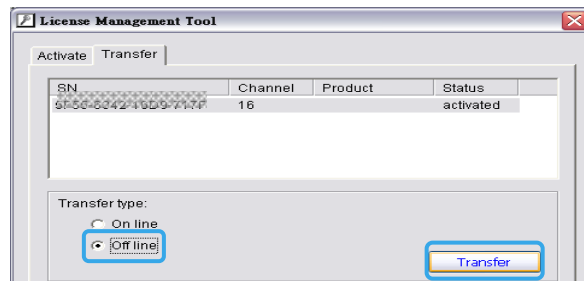 License Management Tool
Activate Transfer
SN Channel Product Status
16 activated
Transfer type:
On line
Off line
Transfer